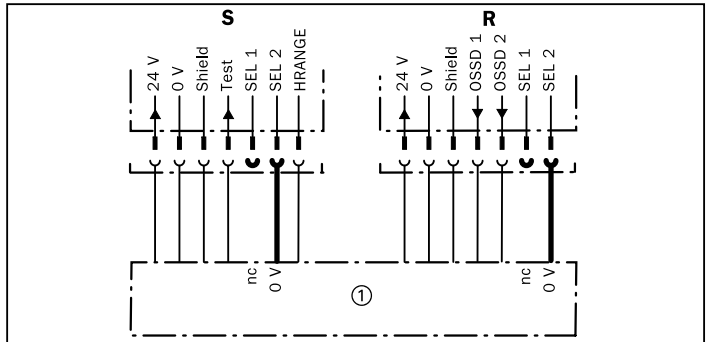 S
R
24 V
0 V
Shield
Test
SEL 1
SEL 2
HRANGE
24 V
0 V
Shield
OSSD 1
OSSD 2
SEL 1
SEL 2
nc
0 V
nc
0 V
①